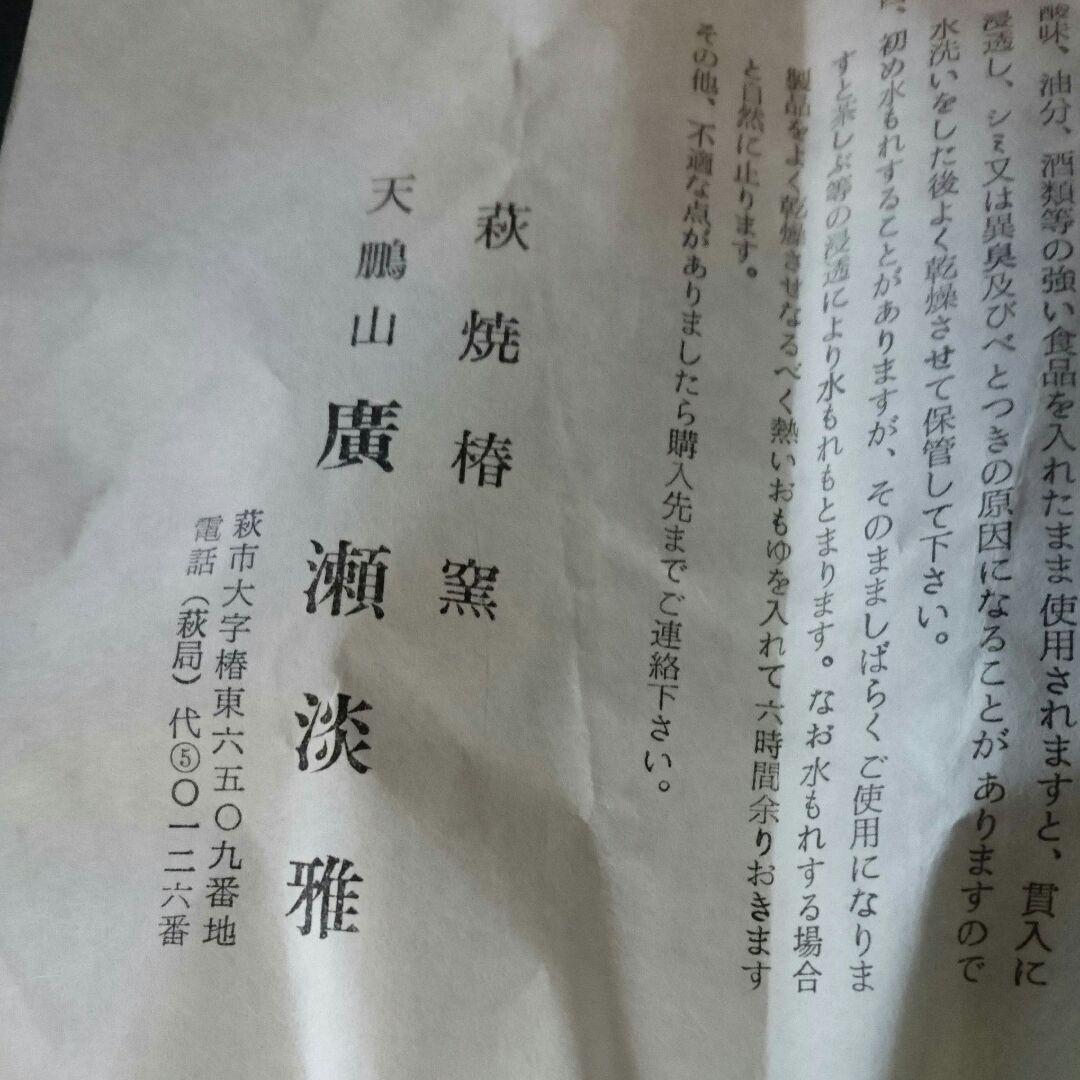 酸味、油分、酒類等の強い食品を入れたまま使用されますと、貫入に
浸透し、シミ又は異臭及びべとつきの原因になることがありますので
水洗いをした後よく乾燥させて保管して下さい。
、初め水もれすることがありますが、そのまましばらくご使用になりま
すと茶しぶ等の浸透により水もれもとまります。なお水もれする場合
製品をよく乾燥させなるべく熱いおもゆを入れて六時間余りおきます
と自然に止ります。
その他、不適な点がありましたら購入先までご連絡下さい。
萩焼椿窯
天鵬山 廣瀬淡雅
萩市大字椿東六五〇九番地
電話(萩局)代⑤〇一二六番